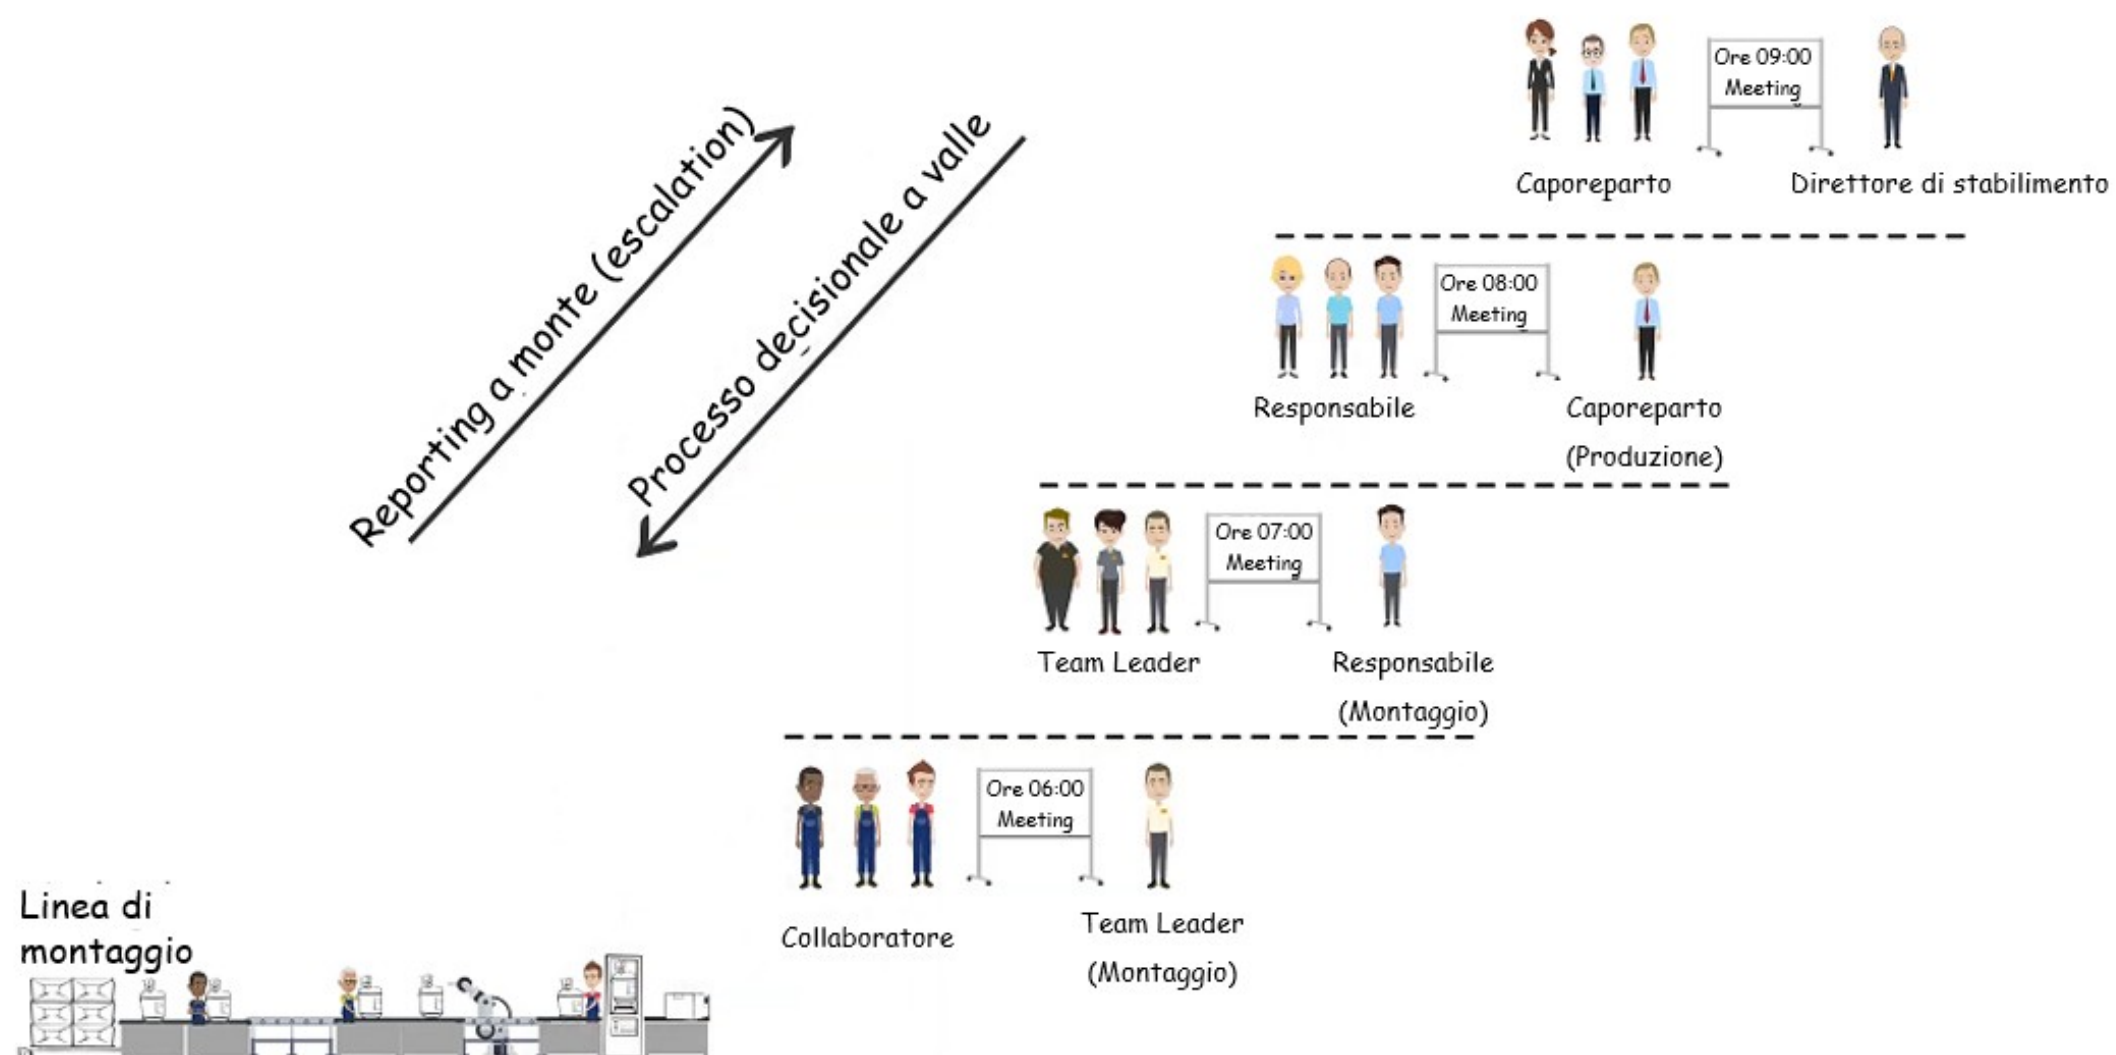 Ore 09:00
Meeting
Caporeparto
Direttore di stabilimento
Reporting a monte (escalation)
Processo decisionale a valle
Ore 08:00
Meeting
Responsabile
Caporeparto
(Produzione)
Ore 07:00
Meeting
Team Leader
Responsabile
(Montaggio)
Ore 06:00
Meeting
Collaboratore
Team Leader
(Montaggio)
Linea di
montaggio